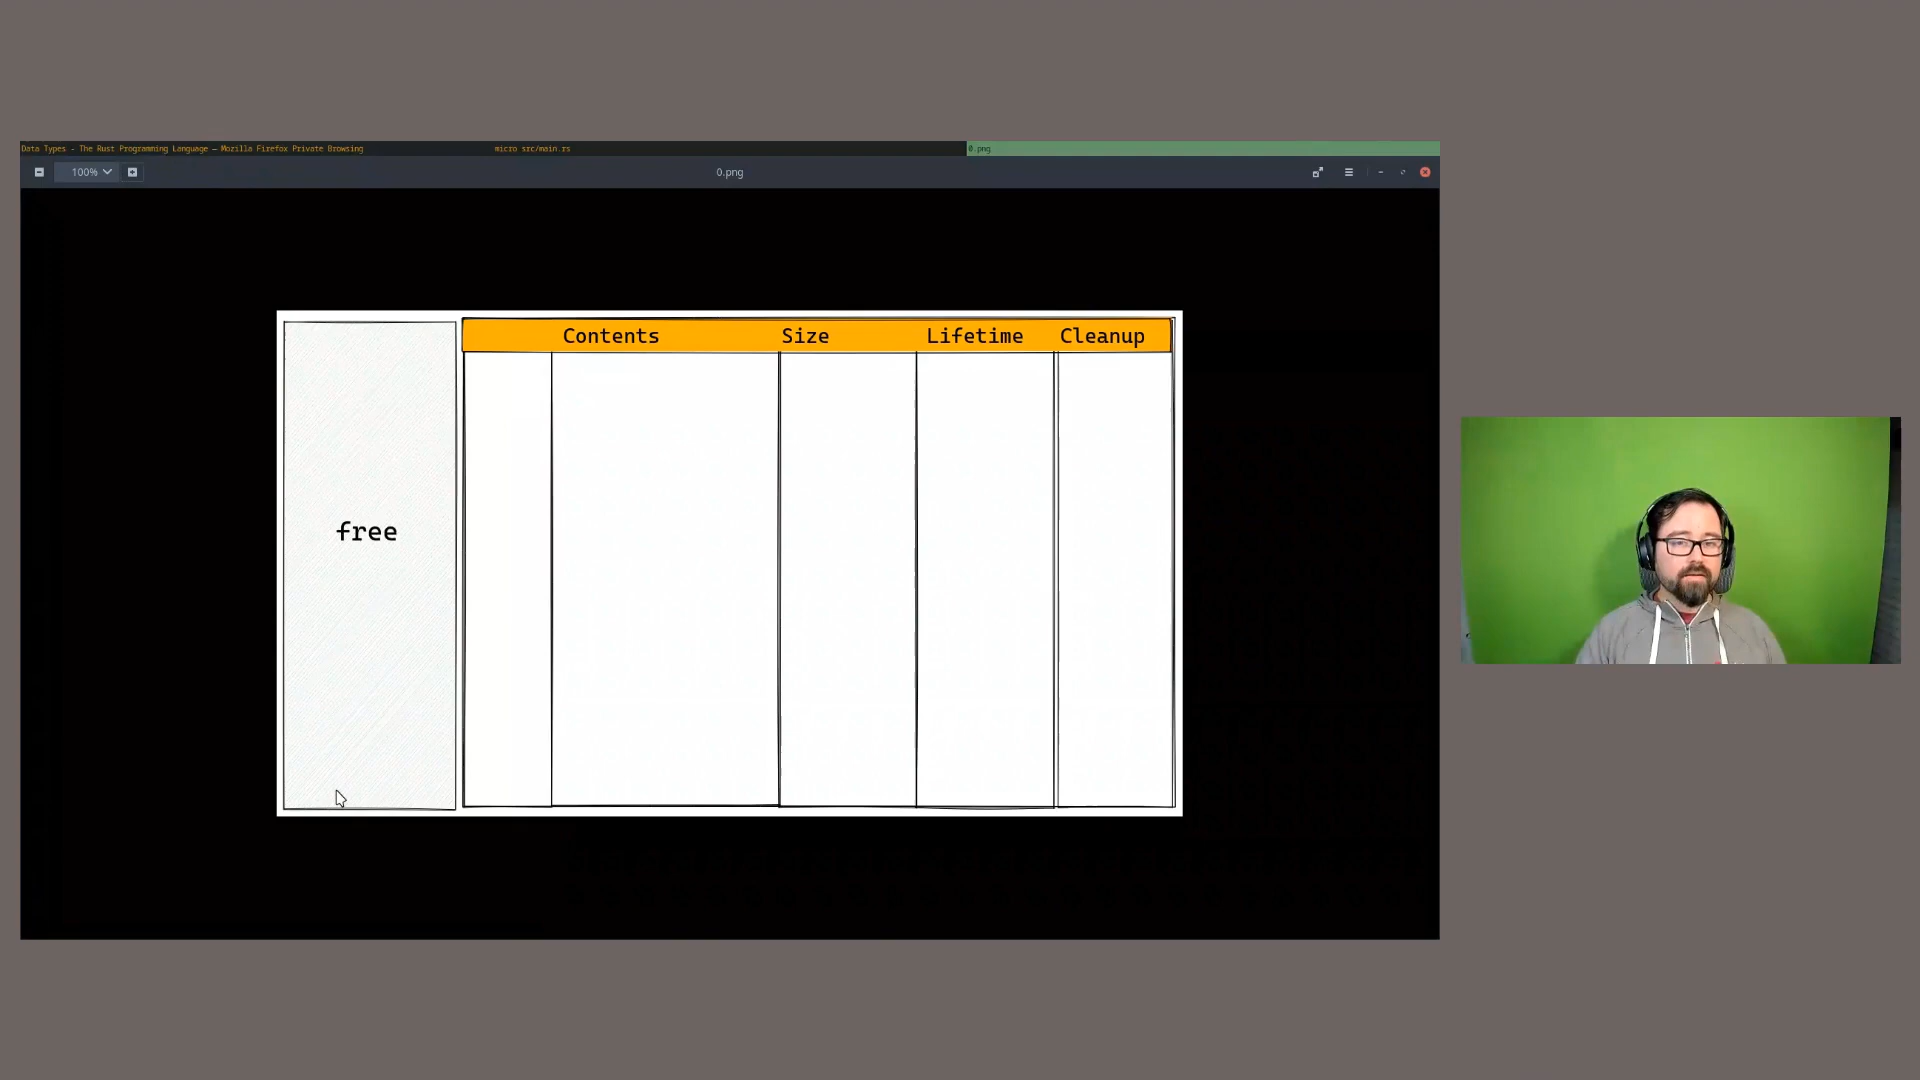 Data Types - The Rust Programming Language — Mozilla Firefox Private Browsing
micro src/main.rs
0.png
100%
0.png
Contents
Size
Lifetime
Cleanup
free